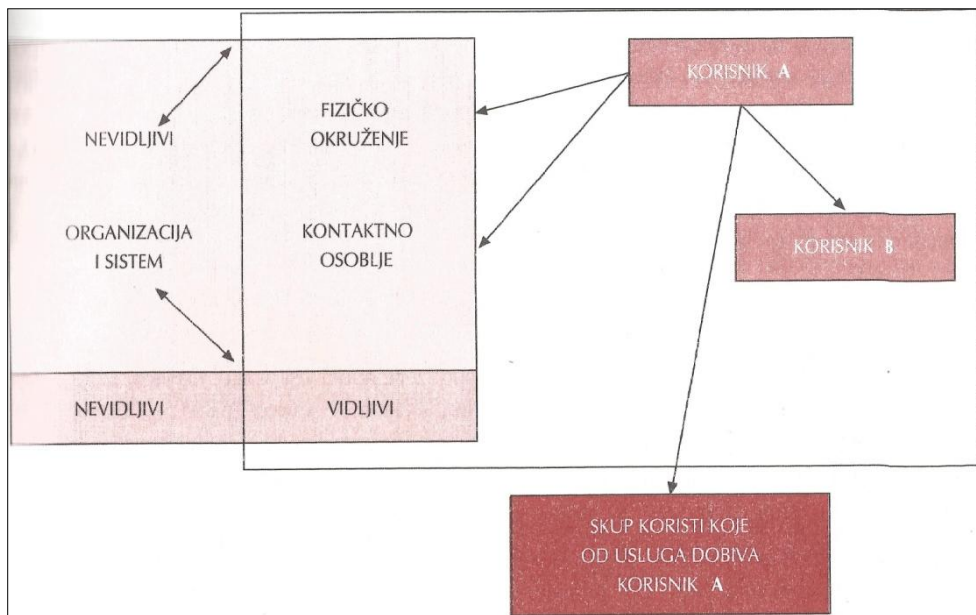 NEVIDLJIVI
ORGANIZACIJA
I SISTEM
FIZIČKO
OKRUŽENJE
KONTAKTNO
OSOBLJE
NEVIDLJIVI
VIDLJIVI
KORISNIK A
KORISNIK B
SKUP KORISTI KOJE
OD USLUGA DOBIVA
KORISNIK A